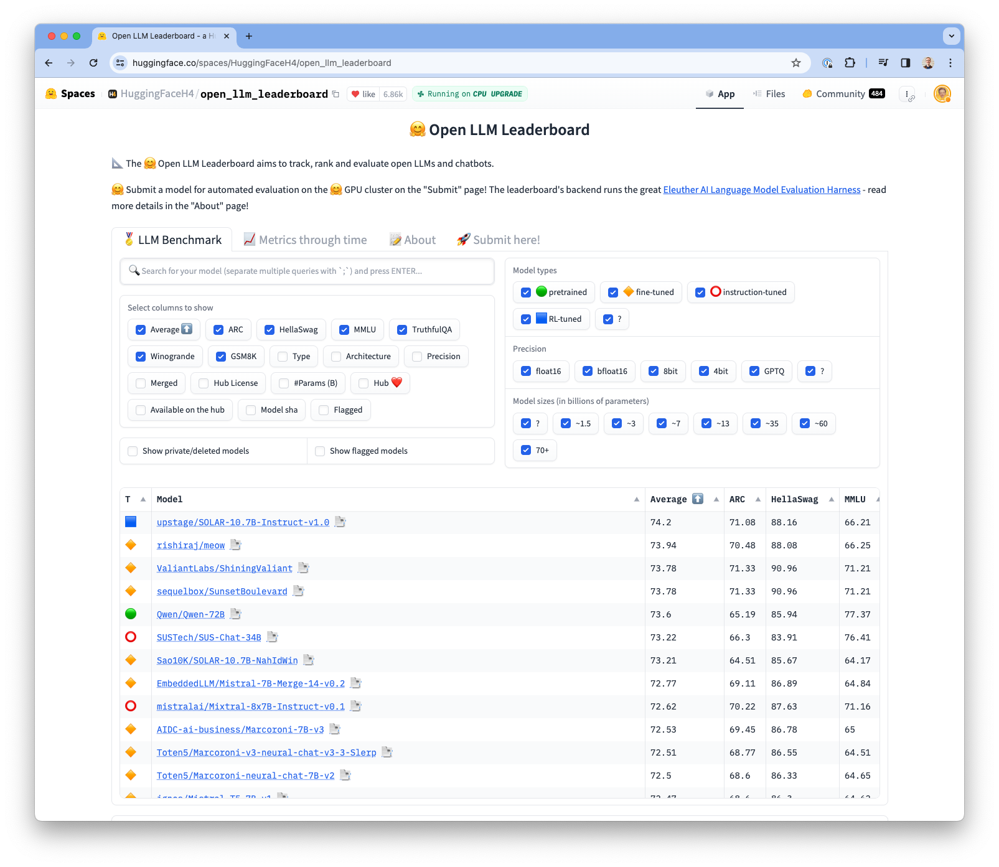 Open LLM Leaderboard - a H
huggingface.co/spaces/HuggingFaceH4/open_llm_leaderboard
Spaces H4 HuggingFaceH4/open_llm_leaderboard like 6.86k Running on CPU UPGRADE App Files Community 484
🤗 Open LLM Leaderboard
📐 The 🤗 Open LLM Leaderboard aims to track, rank and evaluate open LLMs and chatbots.
🤗 Submit a model for automated evaluation on the 🤗 GPU cluster on the "Submit" page! The leaderboard's backend runs the great Eleuther AI Language Model Evaluation Harness - read
more details in the "About" page!
🏅 LLM Benchmark 📈 Metrics through time 📝 About 🚀 Submit here!
🔍 Search for your model (separate multiple queries with `;`) and press ENTER...
Select columns to show
Average ⬆️ ARC HellaSwag MMLU TruthfulQA
Winogrande GSM8K Type Architecture Precision
Merged Hub License #Params (B) Hub ❤️
Available on the hub Model sha Flagged
Show private/deleted models Show flagged models
Model types
🟢 pretrained 🔶 fine-tuned ⭕ instruction-tuned
🟦 RL-tuned ?
Precision
float16 bfloat16 8bit 4bit GPTQ ?
Model sizes (in billions of parameters)
? ~1.5 ~3 ~7 ~13 ~35 ~60
70+
T Model Average ⬆️ ARC HellaSwag MMLU
upstage/SOLAR-10.7B-Instruct-v1.0 74.2 71.08 88.16 66.21
rishiraj/meow 73.94 70.48 88.08 66.25
ValiantLabs/ShiningValiant 73.78 71.33 90.96 71.21
sequelbox/SunsetBoulevard 73.78 71.33 90.96 71.21
Qwen/Qwen-72B 73.6 65.19 85.94 77.37
SUSTech/SUS-Chat-34B 73.22 66.3 83.91 76.41
Sao10K/SOLAR-10.7B-NahIdWin 73.21 64.51 85.67 64.17
EmbeddedLLM/Mistral-7B-Merge-14-v0.2 72.77 69.11 86.89 64.84
mistralai/Mixtral-8x7B-Instruct-v0.1 72.62 70.22 87.63 71.16
AIDC-ai-business/Marcoroni-7B-v3 72.53 69.45 86.78 65
Toten5/Marcoroni-v3-neural-chat-v3-3-Slerp 72.51 68.77 86.55 64.51
Toten5/Marcoroni-neural-chat-7B-v2 72.5 68.6 86.33 64.65